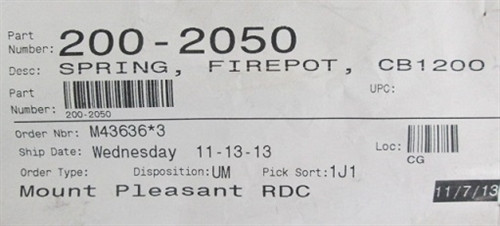 Part Number: 200-2050
Desc: SPRING, FIREPOT, CB1200
Part Number: UPC:
200-2050
Order Nbr: M43636*3
Ship Date: Wednesday 11-13-13 Loc:
CG
Order Type: Disposition: UM Pick Sort: 1J1
Mount Pleasant RDC 11/7/13